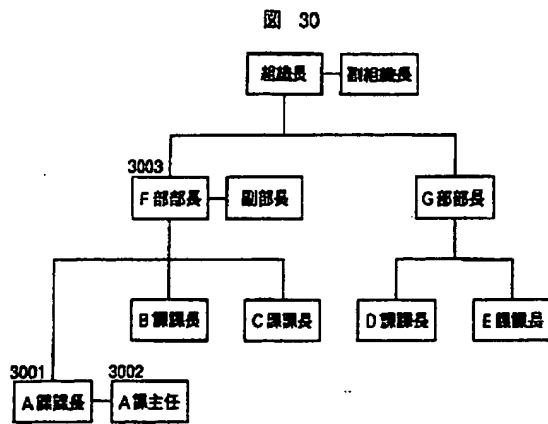 図 30
組織長
副組織長
3003
F部部長
副部長
G部部長
B課課長
C課課長
D課課長
E課課長
3001
A課課長
3002
A課主任